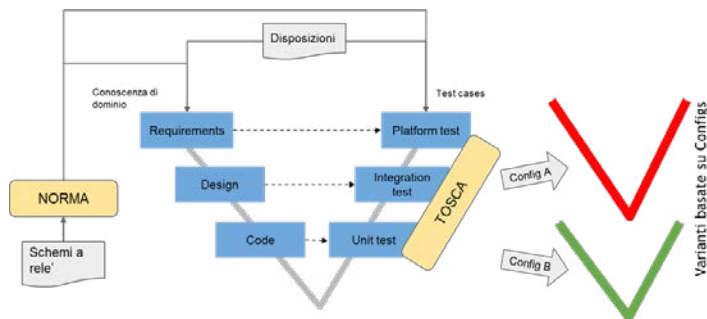 Disposizioni
Conoscenza di
dominio
Test cases
Requirements
Platform test
Design
Integration
test
Code
Unit test
TOSCA
NORMA
Schemi a
rele'
Config A
Config B
Varianti basate su Configs